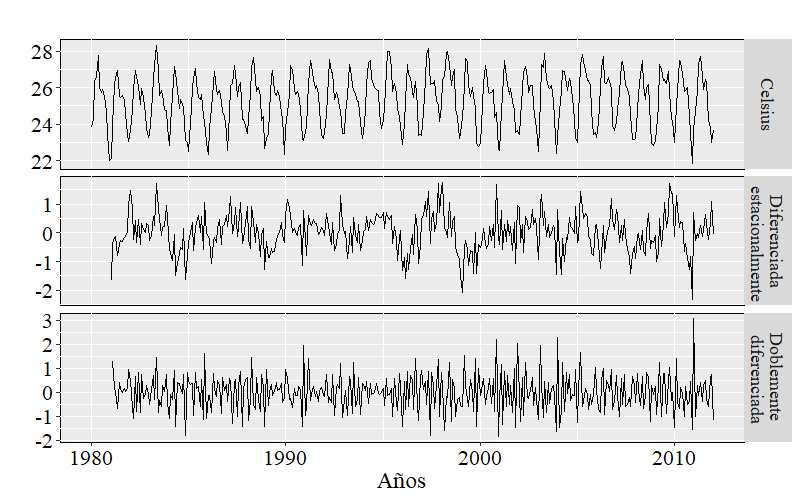 28
26
24
22
Celsius
1
0
-1
-2
Diferenciada
estacionalmente
3
2
1
0
-1
-2
Doblemente
diferenciada
1980 1990 2000 2010
Años